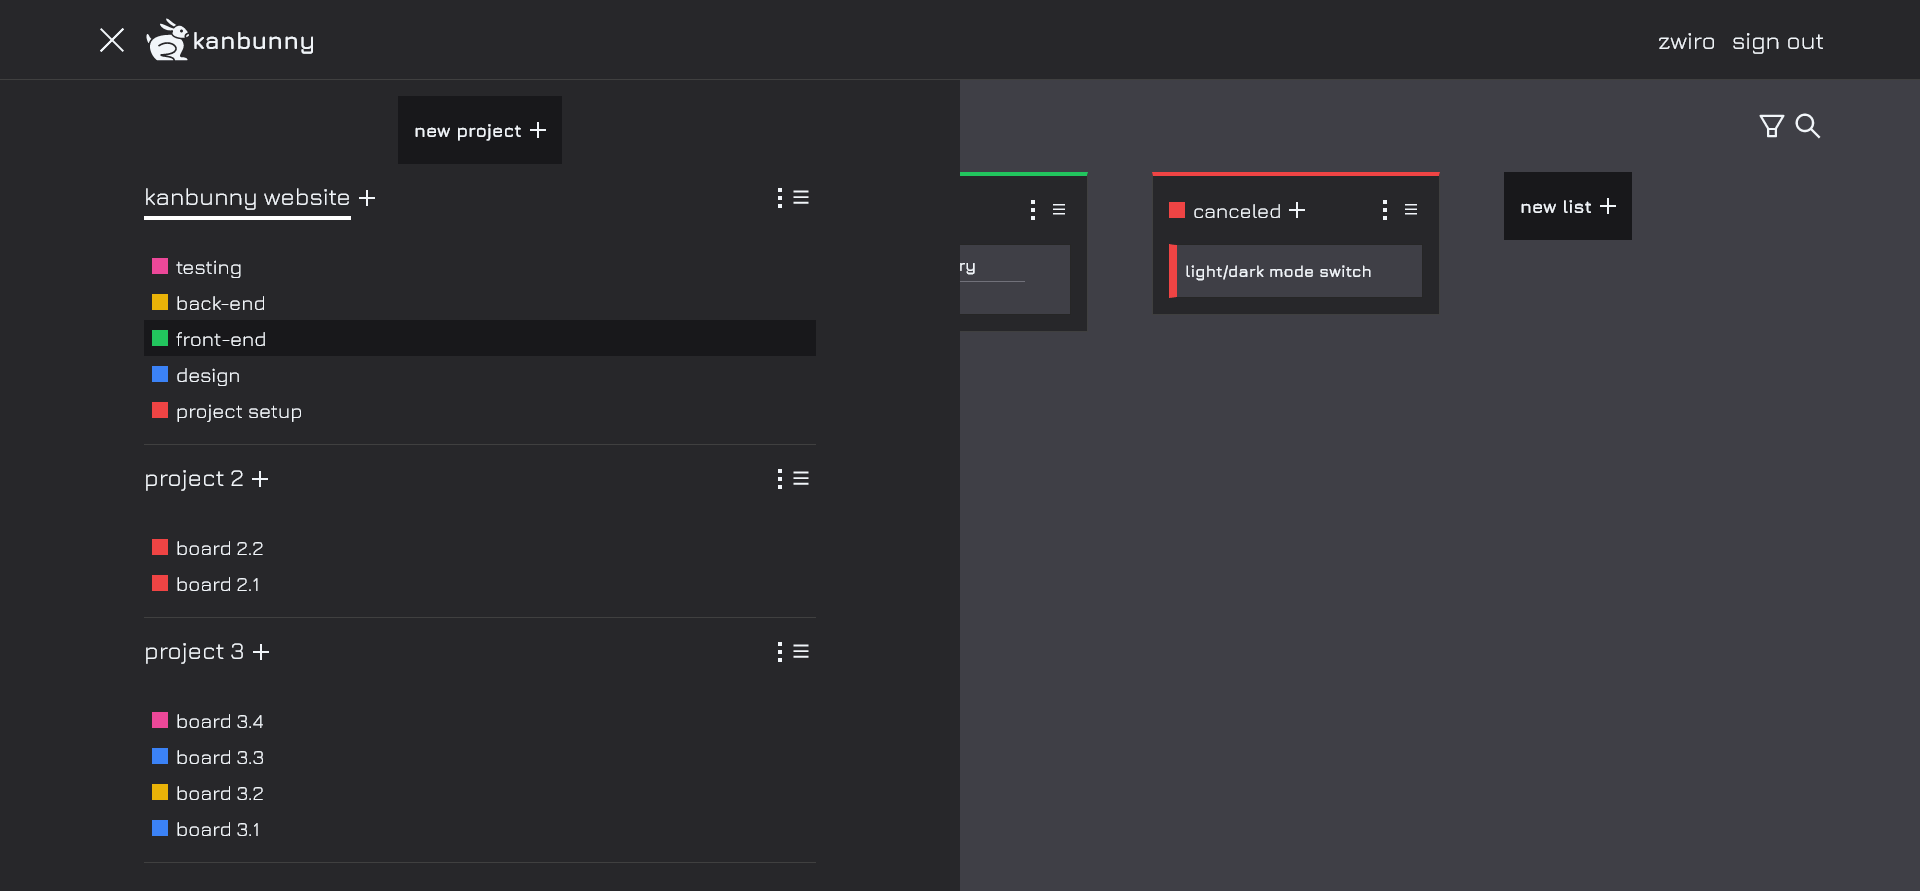 kanbunny
zwiro sign out
new project
kanbunny website
testing
back-end
front-end
design
project setup
project 2
board 2.2
board 2.1
project 3
board 3.4
board 3.3
board 3.2
board 3.1
canceled
light/dark mode switch
new list